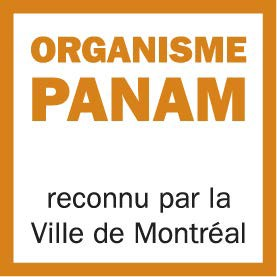 ORGANISME
PANAM
reconnu par la
Ville de Montréal